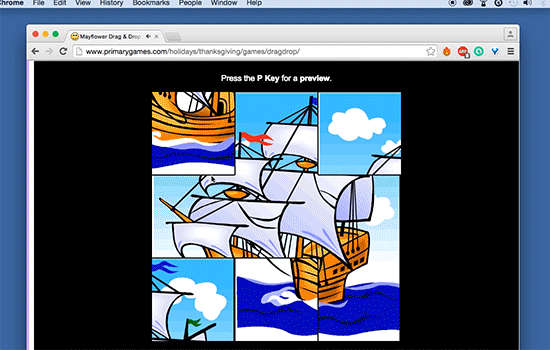 Chrome File Edit View History Bookmarks People Window Help
Mayflower Drag & Drop
www.primarygames.com/holidays/thanksgiving/games/dragdrop/
Press the P Key for a preview.